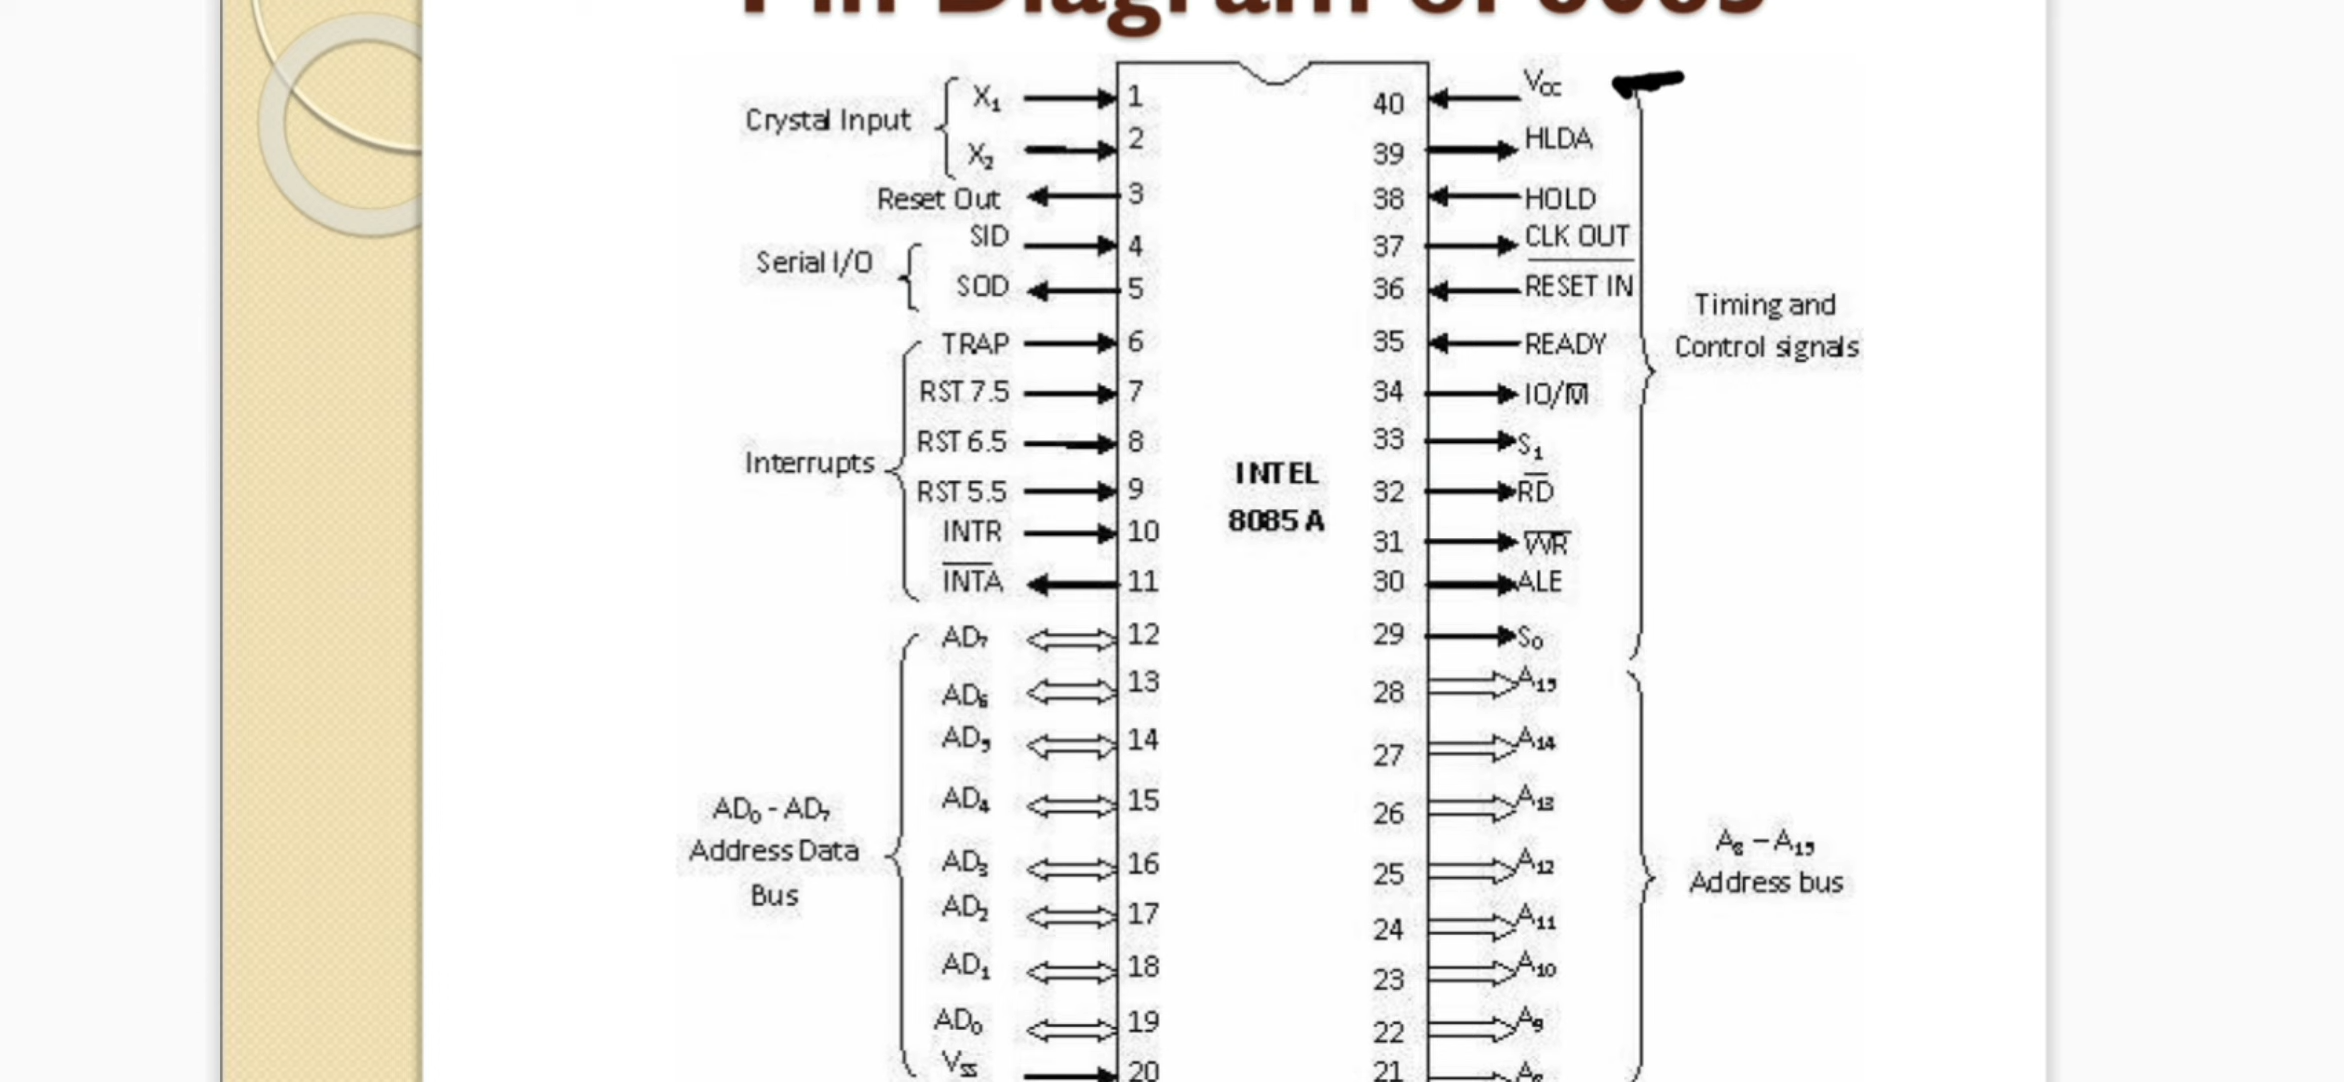 Pin Diagram of 8085
Crystal Input
X1
1
40
Vcc
X2
2
39
HLDA
Reset Out
3
38
HOLD
Serial I/O
SID
4
37
CLK OUT
SOD
5
36
RESET IN
TRAP
6
35
READY
Timing and
Control signals
RST 7.5
7
34
IO/M
RST 6.5
8
33
S1
Interrupts
RST 5.5
9
32
RD
INTEL
8085 A
INTR
10
31
WR
INTA
11
30
ALE
AD7
12
29
S0
AD6
13
28
A15
AD5
14
27
A14
AD4
15
26
A13
AD0 - AD7
Address Data
Bus
AD3
16
25
A12
A8 – A15
Address bus
AD2
17
24
A11
AD1
18
23
A10
AD0
19
22
A9
Vss
20
21
A8